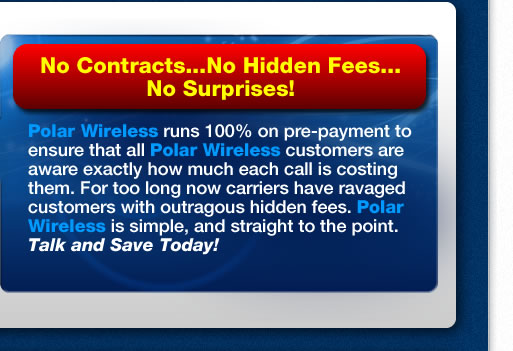 No Contracts...No Hidden Fees...
No Surprises!
Polar Wireless runs 100% on pre-payment to
ensure that all Polar Wireless customers are
aware exactly how much each call is costing
them. For too long now carriers have ravaged
customers with outragous hidden fees. Polar
Wireless is simple, and straight to the point.
Talk and Save Today!